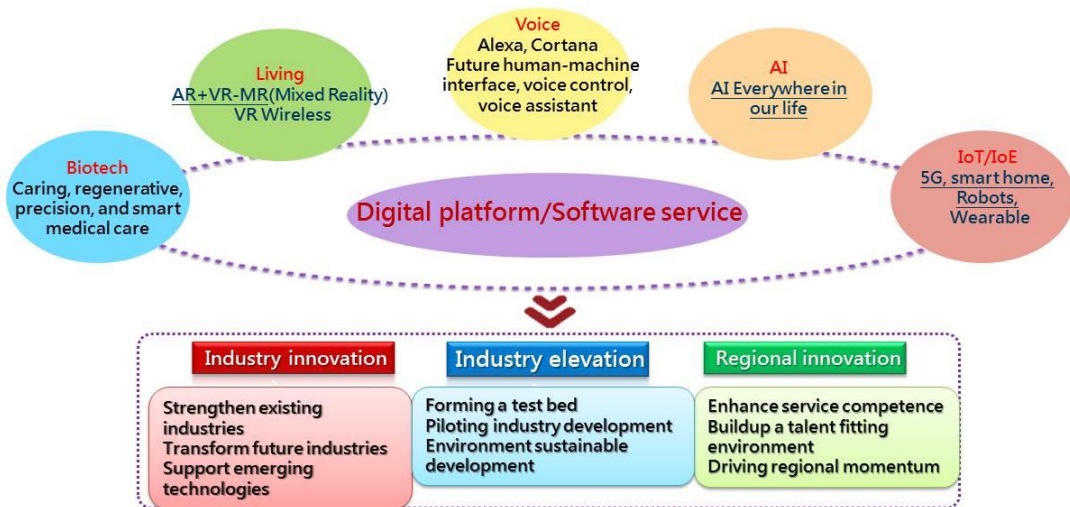 Voice
Alexa, Cortana
Future human-machine
interface, voice control,
voice assistant
Living
AR+VR-MR(Mixed Reality)
VR Wireless
AI
AI Everywhere in
our life
Biotech
Caring, regenerative,
precision, and smart
medical care
IoT/IoE
5G, smart home,
Robots,
Wearable
Digital platform/Software service
Industry innovation
Strengthen existing
industries
Transform future industries
Support emerging
technologies
Industry elevation
Forming a test bed
Piloting industry development
Environment sustainable
development
Regional innovation
Enhance service competence
Buildup a talent fitting
environment
Driving regional momentum